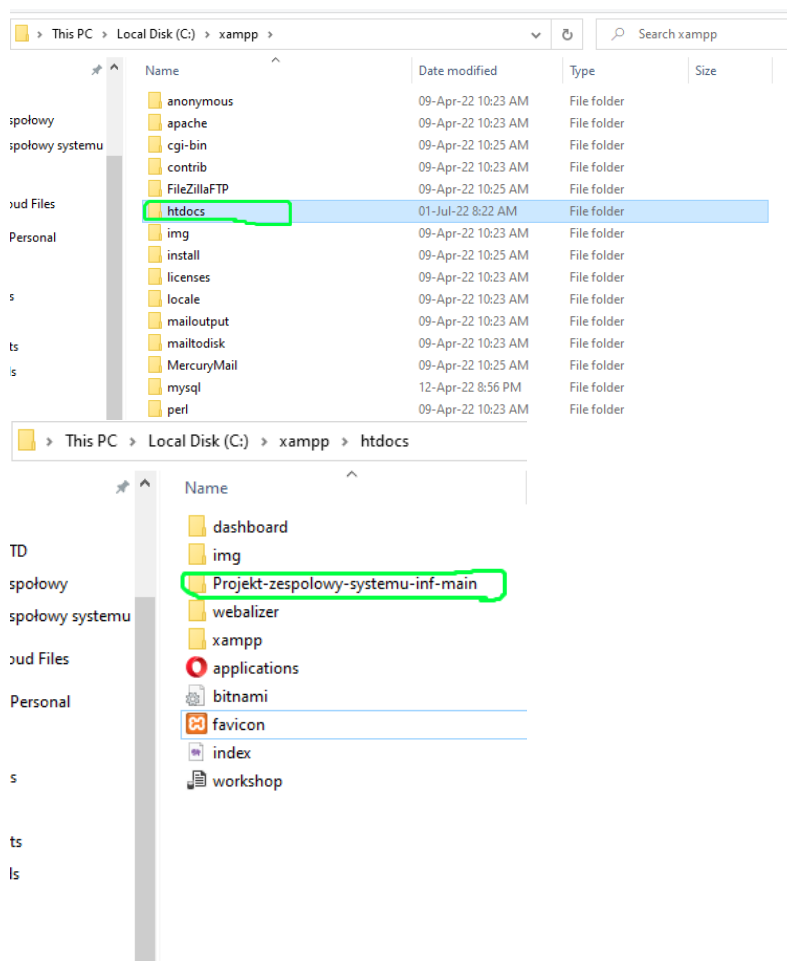 This PC > Local Disk (C:) > xampp > Search xampp
Name Date modified Type Size
anonymous 09-Apr-22 10:23 AM File folder
społowy apache 09-Apr-22 10:23 AM File folder
społowy systemu cgi-bin 09-Apr-22 10:25 AM File folder
contrib 09-Apr-22 10:23 AM File folder
FileZillaFTP 09-Apr-22 10:25 AM File folder
oud Files htdocs 01-Jul-22 8:22 AM File folder
Personal img 09-Apr-22 10:23 AM File folder
install 09-Apr-22 10:25 AM File folder
licenses 09-Apr-22 10:23 AM File folder
s locale 09-Apr-22 10:23 AM File folder
mailoutput 09-Apr-22 10:23 AM File folder
ts mailtodisk 09-Apr-22 10:23 AM File folder
ls MercuryMail 09-Apr-22 10:25 AM File folder
mysql 12-Apr-22 8:56 PM File folder
perl 09-Apr-22 10:23 AM File folder
This PC > Local Disk (C:) > xampp > htdocs
Name
dashboard
TD img
społowy Projekt-zespolowy-systemu-inf-main
społowy systemu webalizer
xampp
oud Files applications
Personal bitnami
favicon
index
s workshop
ts
ls